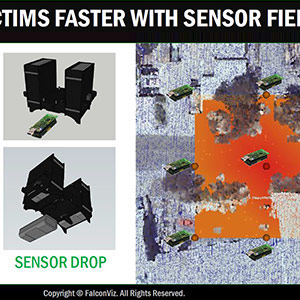 CTIMS FASTER WITH SENSOR FIEL
SENSOR DROP
Copyright © FalconViz. All Rights Reserved.